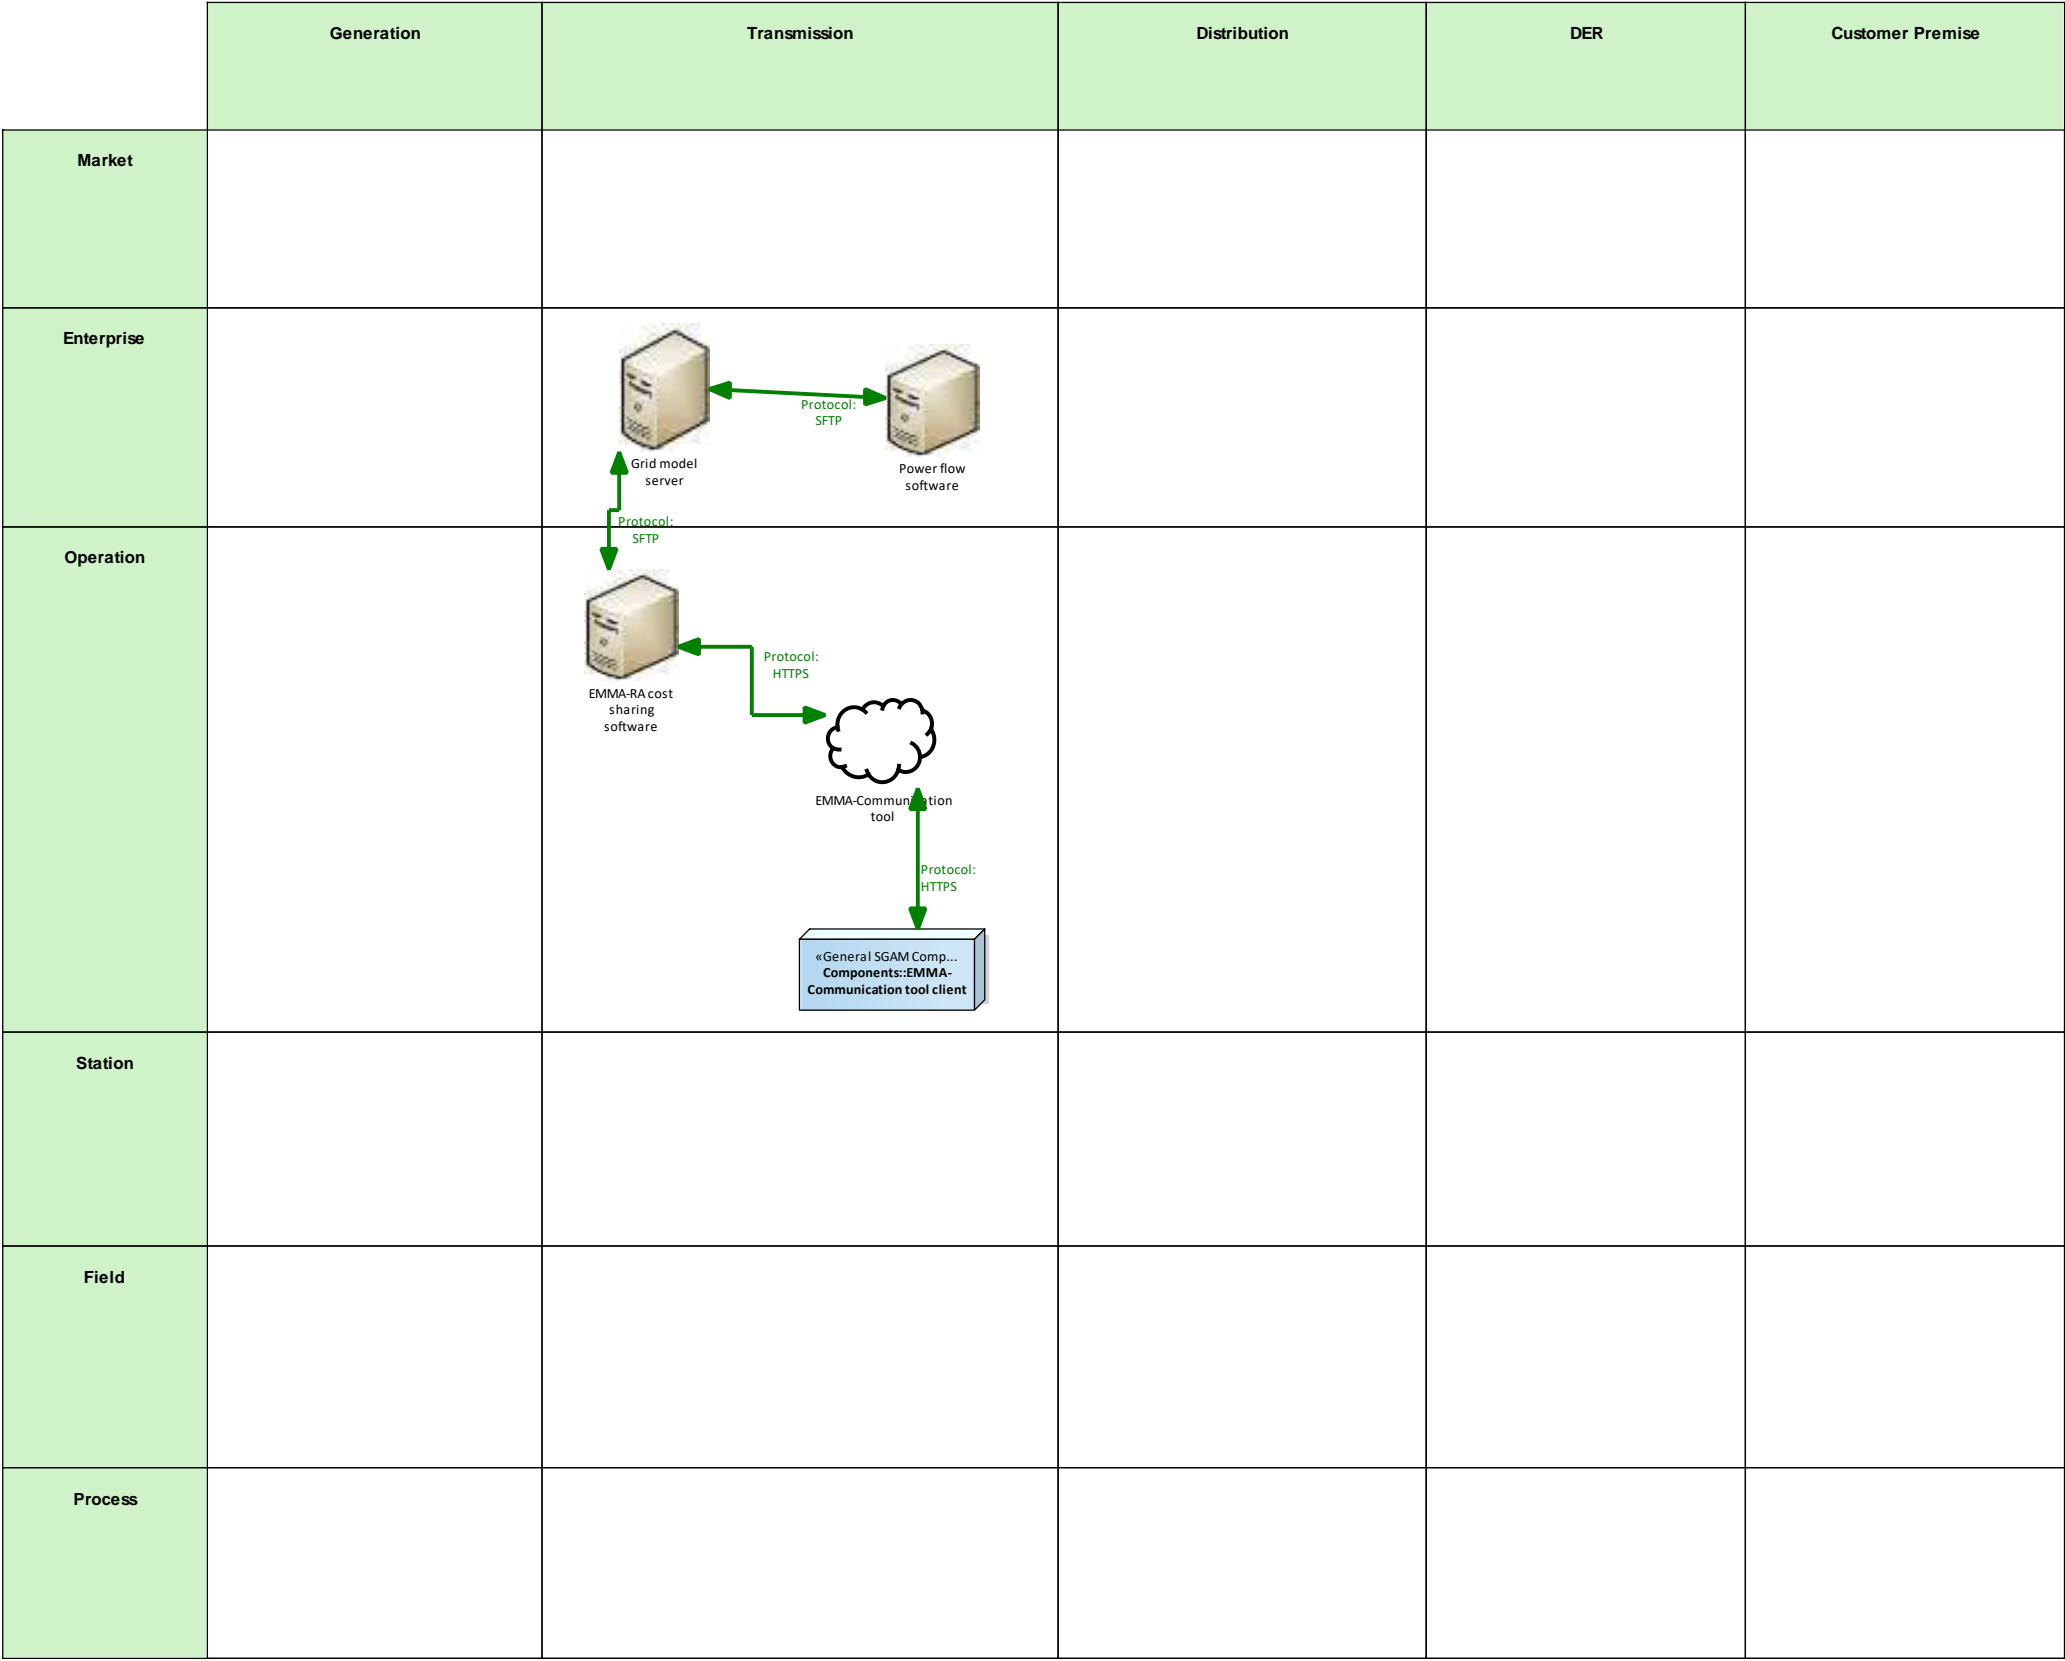 Generation
Transmission
Distribution
DER
Customer Premise
Market
Enterprise
Protocol:
SFTP
Grid model
server
Power flow
software
Protocol:
SFTP
Operation
EMMA-RA cost
sharing
software
Protocol:
HTTPS
EMMA-Communication
tool
Protocol:
HTTPS
«General SGAM Comp...
Components::EMMA-
Communication tool client
Station
Field
Process